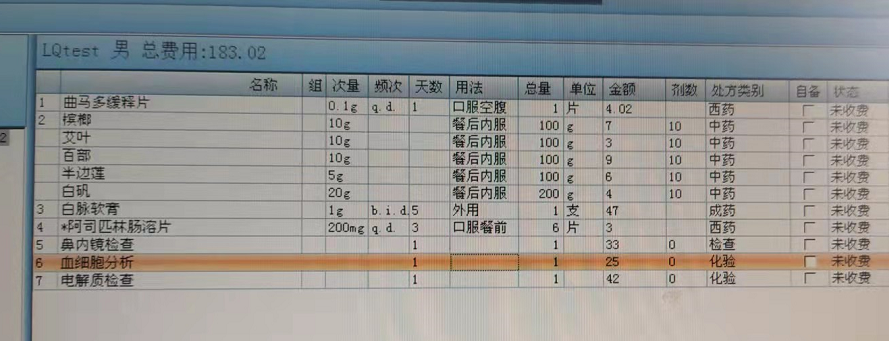 LQtest 男 总费用:183.02
名称 组 次量 频次 天数 用法 总量 单位 金额 剂数 处方类别 自备 状态
1 曲马多缓释片 0.1g q.d. 1 口服空腹 1 片 4.02 西药 未收费
2 槟榔 10g 餐后内服 100 g 7 10 中药 未收费
艾叶 10g 餐后内服 100 g 3 10 中药 未收费
百部 10g 餐后内服 100 g 9 10 中药 未收费
半边莲 5g 餐后内服 100 g 6 10 中药 未收费
白矾 20g 餐后内服 200 g 4 10 中药 未收费
3 白脉软膏 1g b.i.d. 5 外用 1 支 47 成药 未收费
4 *阿司匹林肠溶片 200mg q.d. 3 口服餐前 6 片 3 西药 未收费
5 鼻内镜检查 1 1 33 0 检查 未收费
6 血细胞分析 1 1 25 0 化验 未收费
7 电解质检查 1 1 42 0 化验 未收费
2